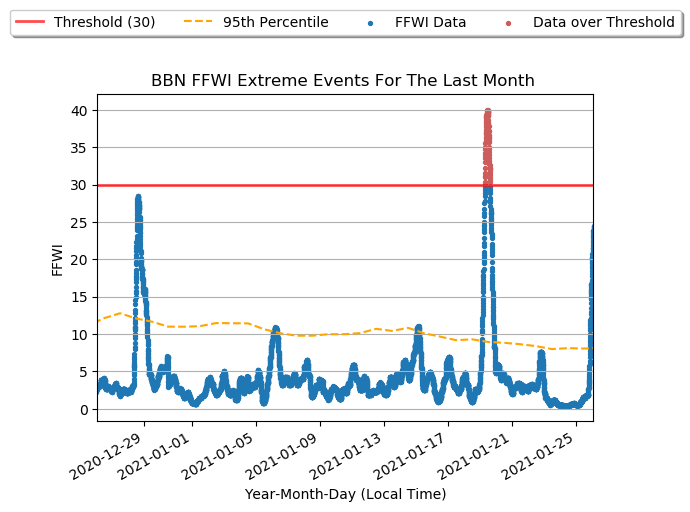 Threshold (30) 95th Percentile FFWI Data Data over Threshold
BBN FFWI Extreme Events For The Last Month
40
35
30
25
20
15
10
5
0
FFWI
2020-12-29 2021-01-01 2021-01-05 2021-01-09 2021-01-13 2021-01-17 2021-01-21 2021-01-25
Year-Month-Day (Local Time)